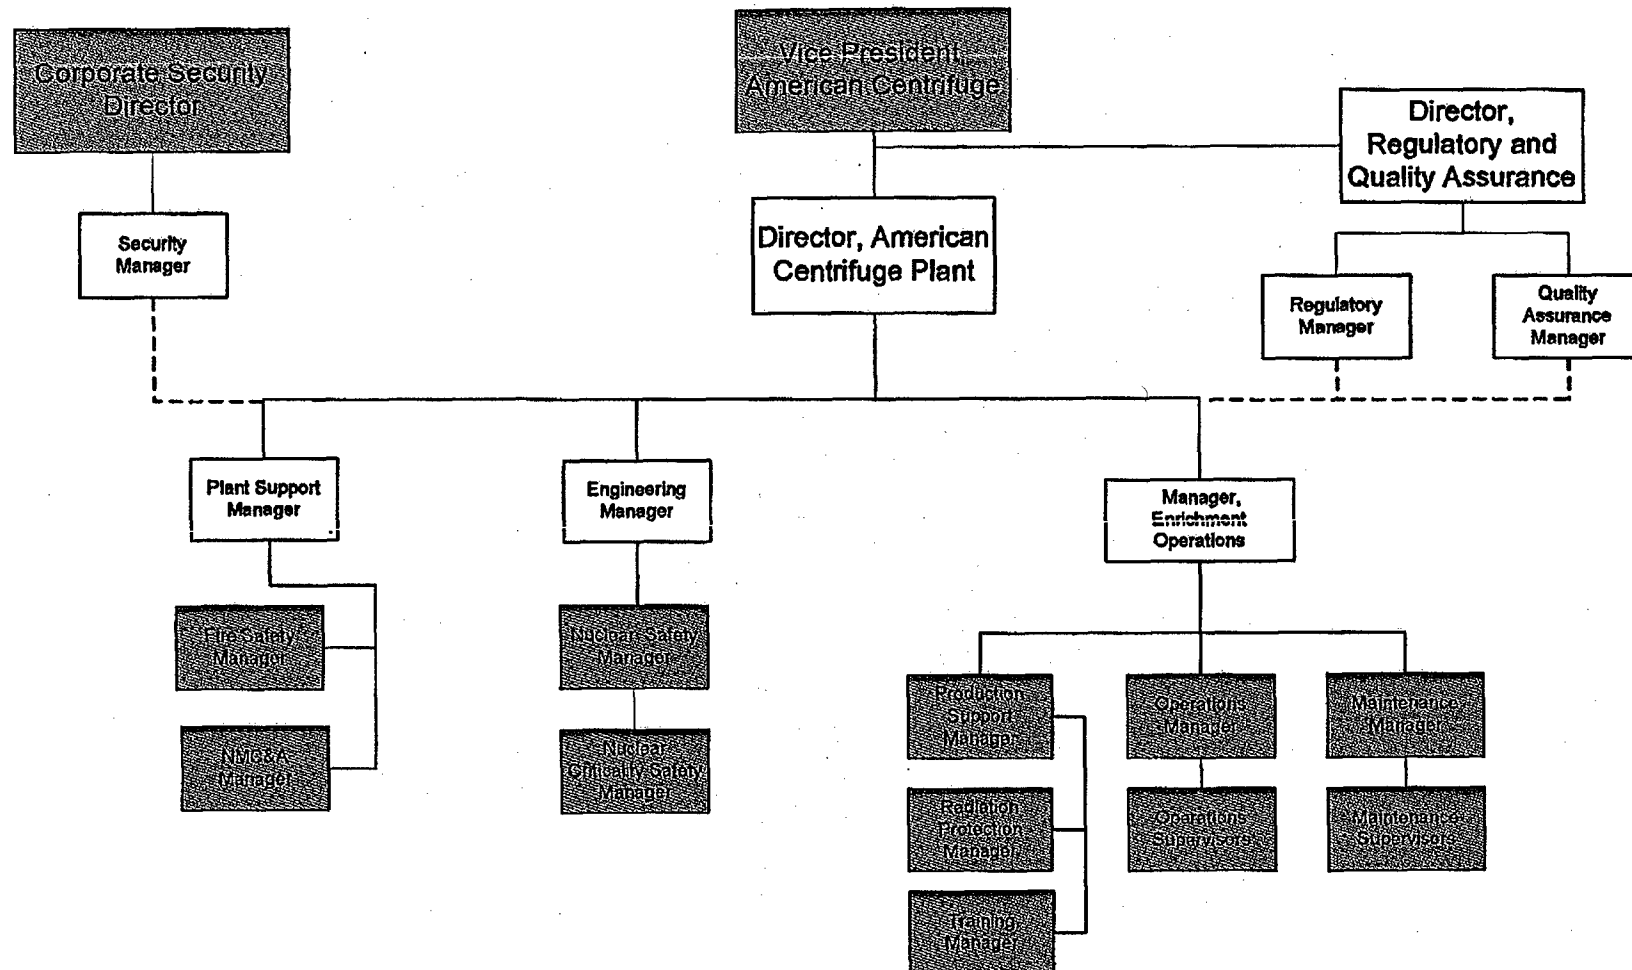 Corporate Security
Director
Vice President,
American Centrifuge
Director,
Regulatory and
Quality Assurance
Security
Manager
Director, American
Centrifuge Plant
Regulatory
Manager
Quality
Assurance
Manager
Plant Support
Manager
Engineering
Manager
Manager,
Enrichment
Operations
Fire Safety
Manager
Nuclear Safety
Manager
Production
Support
Manager
Operations
Manager
Maintenance
Manager
NMC&A
Manager
Nuclear
Criticality Safety
Manager
Radiation
Protection
Manager
Operations
Supervisors
Maintenance
Supervisors
Training
Manager